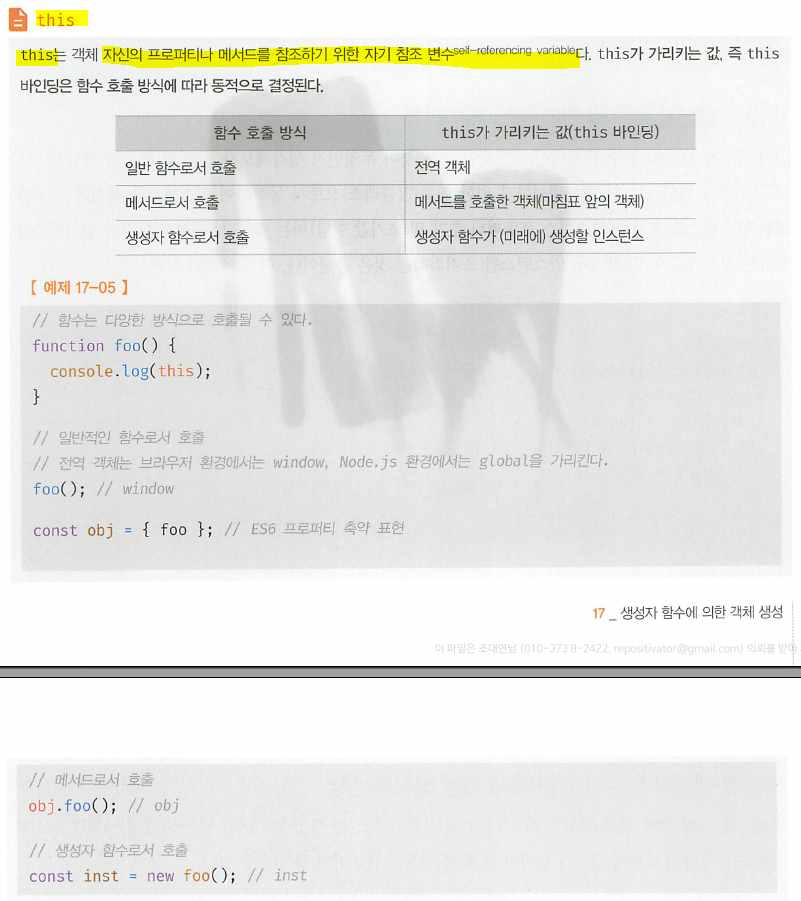 this
this는 객체 자신의 프로퍼티나 메서드를 참조하기 위한 자기 참조 변수self-referencing variable다. this가 가리키는 값, 즉 this
바인딩은 함수 호출 방식에 따라 동적으로 결정된다.
함수 호출 방식 this가 가리키는 값(this 바인딩)
일반 함수로서 호출 전역 객체
메서드로서 호출 메서드를 호출한 객체(마침표 앞의 객체)
생성자 함수로서 호출 생성자 함수가 (미래에) 생성할 인스턴스
【 예제 17-05 】
// 함수는 다양한 방식으로 호출될 수 있다.
function foo() {
  console.log(this);
}
// 일반적인 함수로서 호출
// 전역 객체는 브라우저 환경에서는 window, Node.js 환경에서는 global을 가리킨다.
foo(); // window
const obj = { foo }; // ES6 프로퍼티 축약 표현
17 _ 생성자 함수에 의한 객체 생성
이 파일은 조대연님 (010-373 8-2422, repositivator@gmail.com) 의뢰를 받아
// 메서드로서 호출
obj.foo(); // obj
// 생성자 함수로서 호출
const inst = new foo(); // inst